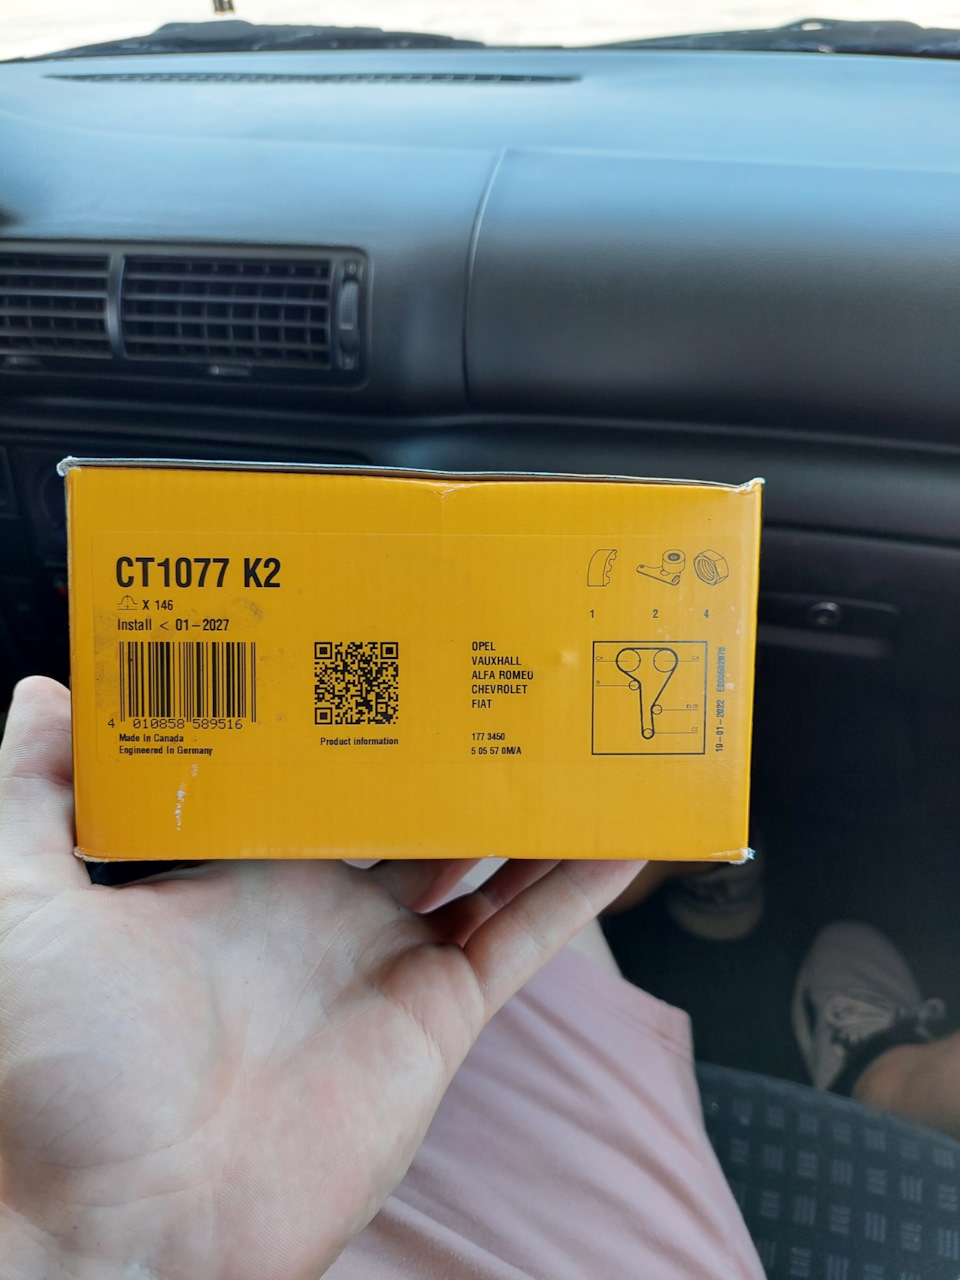 CT1077 K2
X 146
Install < 01-2027
4 010858 589516
Made In Canada
Engineered In Germany
Product information
OPEL
VAUXHALL
ALFA ROMEO
CHEVROLET
FIAT
177 3450
5 05 57 0M/A
1 2 4
19-01-2022 E000502876